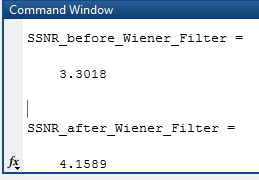 Command Window
SSNR_before_Wiener_Filter =
3.3018
SSNR_after_Wiener_Filter =
fx
4.1589